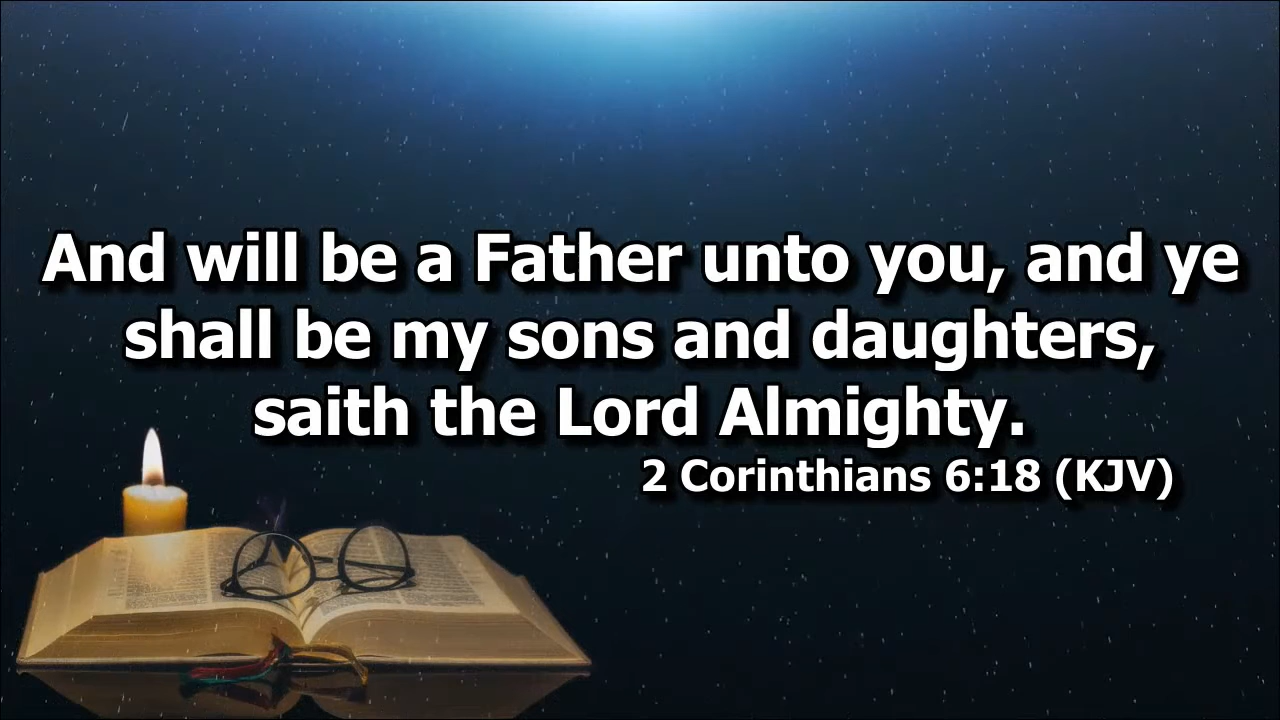 And will be a Father unto you, and ye
shall be my sons and daughters,
saith the Lord Almighty.
2 Corinthians 6:18 (KJV)